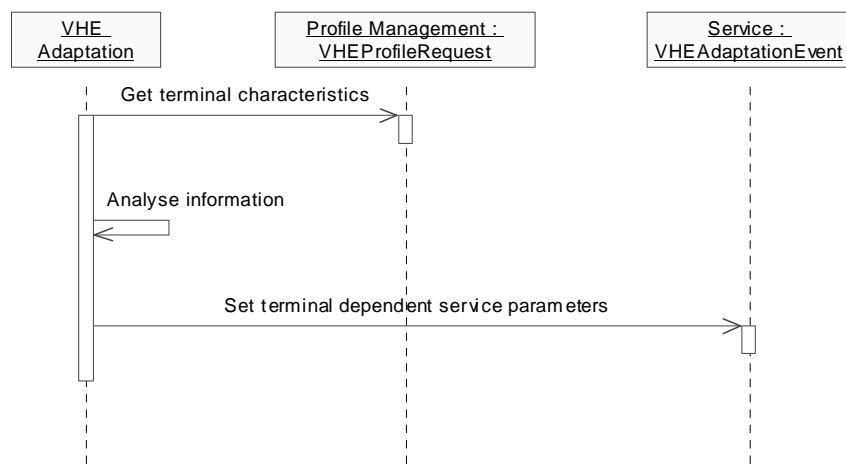 VHE
Adaptation
Profile Management :
VHEProfileRequest
Service :
VHEAdaptationEvent
Get terminal characteristics
Analyse information
Set terminal dependent service parameters